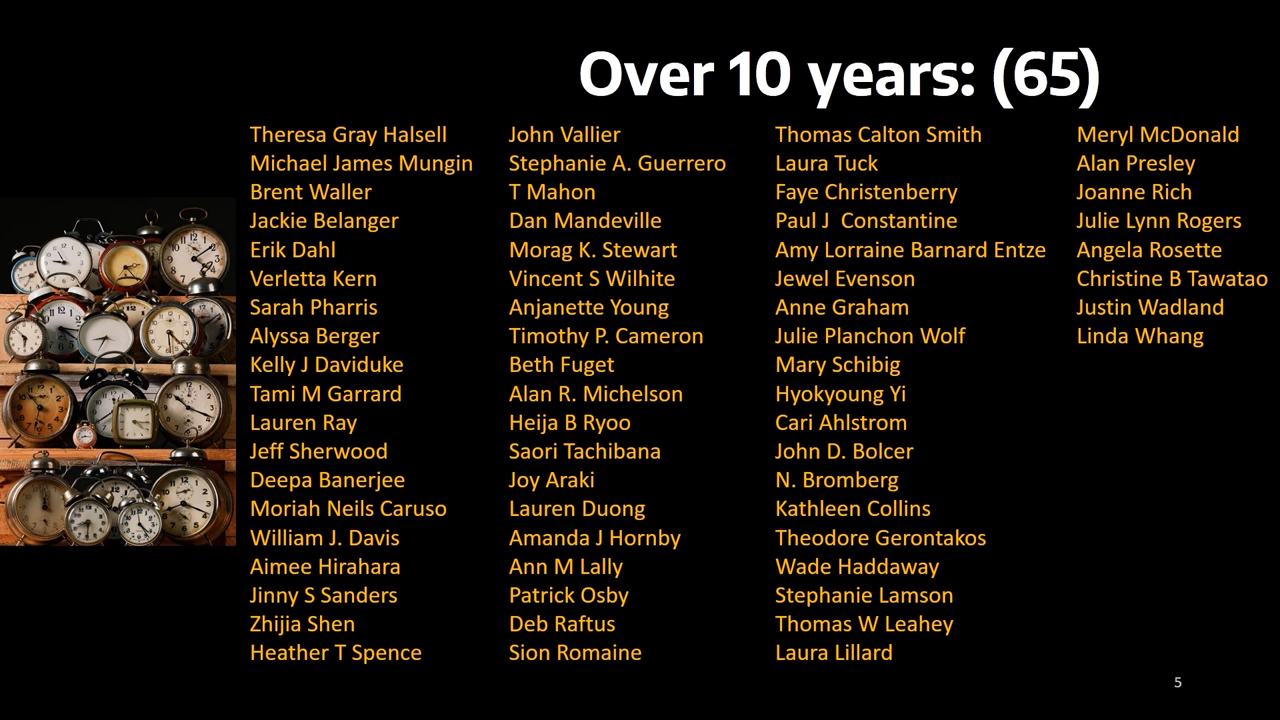 Over 10 years: (65)
Theresa Gray Halsell
Michael James Mungin
Brent Waller
Jackie Belanger
Erik Dahl
Verletta Kern
Sarah Pharris
Alyssa Berger
Kelly J Daviduke
Tami M Garrard
Lauren Ray
Jeff Sherwood
Deepa Banerjee
Moriah Neils Caruso
William J. Davis
Aimee Hirahara
Jinny S Sanders
Zhijia Shen
Heather T Spence
John Vallier
Stephanie A. Guerrero
T Mahon
Dan Mandeville
Morag K. Stewart
Vincent S Wilhite
Anjanette Young
Timothy P. Cameron
Beth Fuget
Alan R. Michelson
Heija B Ryoo
Saori Tachibana
Joy Araki
Lauren Duong
Amanda J Hornby
Ann M Lally
Patrick Osby
Deb Raftus
Sion Romaine
Thomas Calton Smith
Laura Tuck
Faye Christenberry
Paul J  Constantine
Amy Lorraine Barnard Entze
Jewel Evenson
Anne Graham
Julie Planchon Wolf
Mary Schibig
Hyokyoung Yi
Cari Ahlstrom
John D. Bolcer
N. Bromberg
Kathleen Collins
Theodore Gerontakos
Wade Haddaway
Stephanie Lamson
Thomas W Leahey
Laura Lillard
Meryl McDonald
Alan Presley
Joanne Rich
Julie Lynn Rogers
Angela Rosette
Christine B Tawatao
Justin Wadland
Linda Whang
5